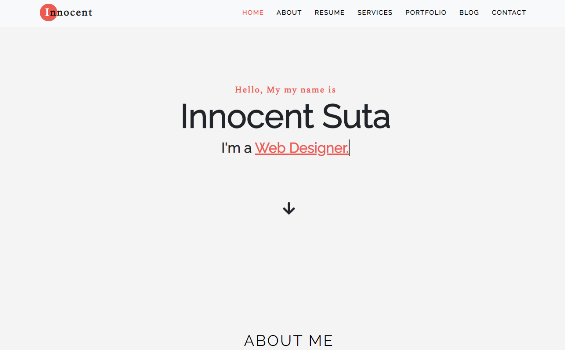 Innocent
HOME ABOUT RESUME SERVICES PORTFOLIO BLOG CONTACT
Hello, My my name is
Innocent Suta
I'm a Web Designer.
ABOUT ME